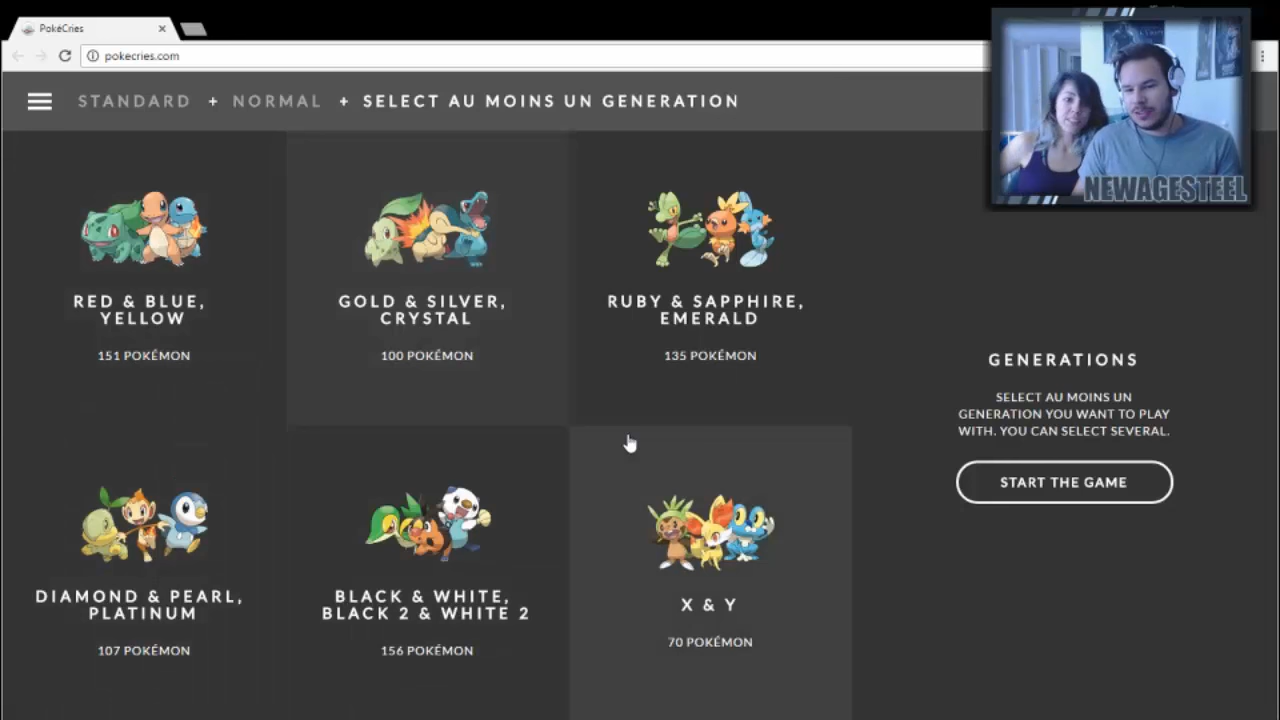 PokéCries
pokecries.com
STANDARD + NORMAL + SELECT AU MOINS UN GENERATION
NEWAGESTEEL
RED & BLUE,
YELLOW
151 POKÉMON
GOLD & SILVER,
CRYSTAL
100 POKÉMON
RUBY & SAPPHIRE,
EMERALD
135 POKÉMON
GENERATIONS
SELECT AU MOINS UN
GENERATION YOU WANT TO PLAY
WITH. YOU CAN SELECT SEVERAL.
START THE GAME
DIAMOND & PEARL,
PLATINUM
107 POKÉMON
BLACK & WHITE,
BLACK 2 & WHITE 2
156 POKÉMON
X & Y
70 POKÉMON